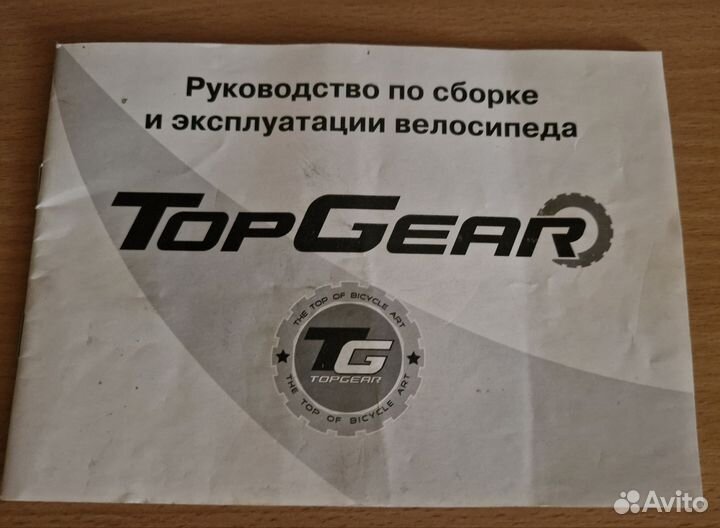 Руководство по сборке
и эксплуатации велосипеда
TOPGEAR
THE TOP OF BICYCLE ART
TG
TOPGEAR
THE TOP OF BICYCLE ART
Avito